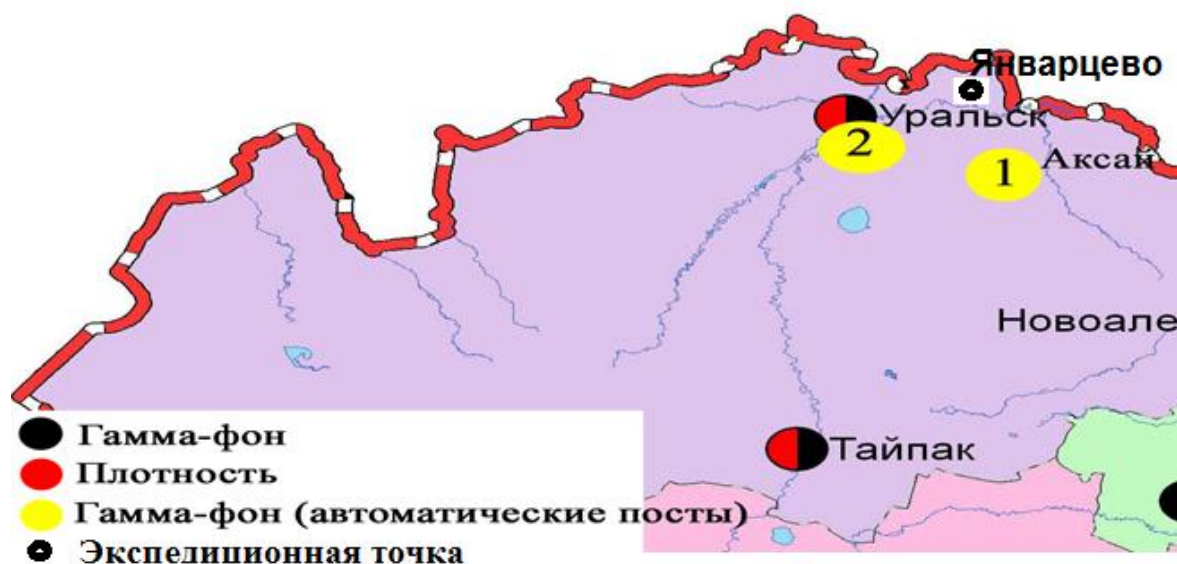 Январцево
Уральск
2
1
Аксай
Новоале
Тайпак
Гамма-фон
Плотность
Гамма-фон (автоматические посты)
Экспедиционная точка